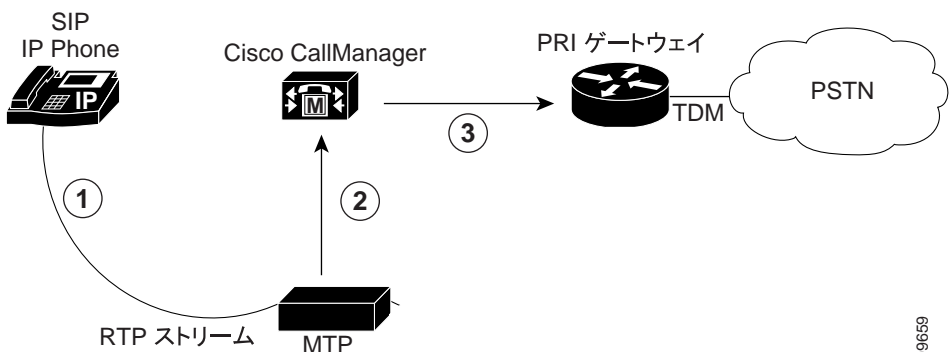 SIP
IP Phone
Cisco CallManager
PRI ゲートウェイ
IP
M
PSTN
TDM
3
1
2
RTP ストリーム
MTP
9659